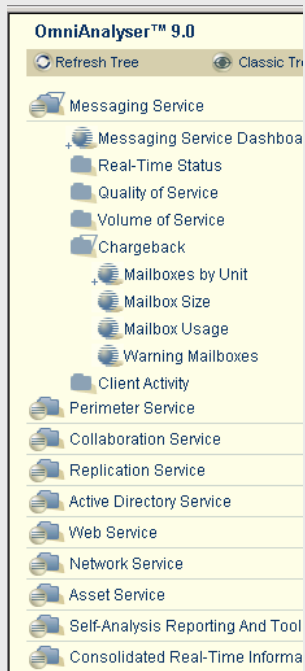 OmniAnalyser™ 9.0
Refresh Tree Classic Tr
Messaging Service
Messaging Service Dashboa
Real-Time Status
Quality of Service
Volume of Service
Chargeback
Mailboxes by Unit
Mailbox Size
Mailbox Usage
Warning Mailboxes
Client Activity
Perimeter Service
Collaboration Service
Replication Service
Active Directory Service
Web Service
Network Service
Asset Service
Self-Analysis Reporting And Tool
Consolidated Real-Time Informa